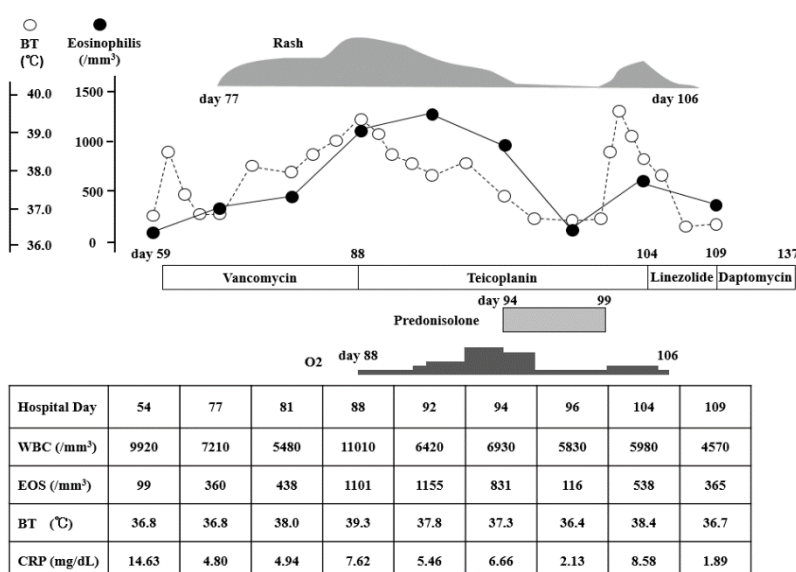 BT
(℃)
Eosinophilis
(/mm³)
Rash
40.0
39.0
38.0
37.0
36.0
1500
1000
500
0
day 77
day 106
day 59
88
104
109
137
Vancomycin
Teicoplanin
Linezolide
Daptomycin
day 94
99
Predonisolone
O2
day 88
106
Hospital Day 54 77 81 88 92 94 96 104 109
WBC (/mm³) 9920 7210 5480 11010 6420 6930 5830 5980 4570
EOS (/mm³) 99 360 438 1101 1155 831 116 538 365
BT (℃) 36.8 36.8 38.0 39.3 37.8 37.3 36.4 38.4 36.7
CRP (mg/dL) 14.63 4.80 4.94 7.62 5.46 6.66 2.13 8.58 1.89